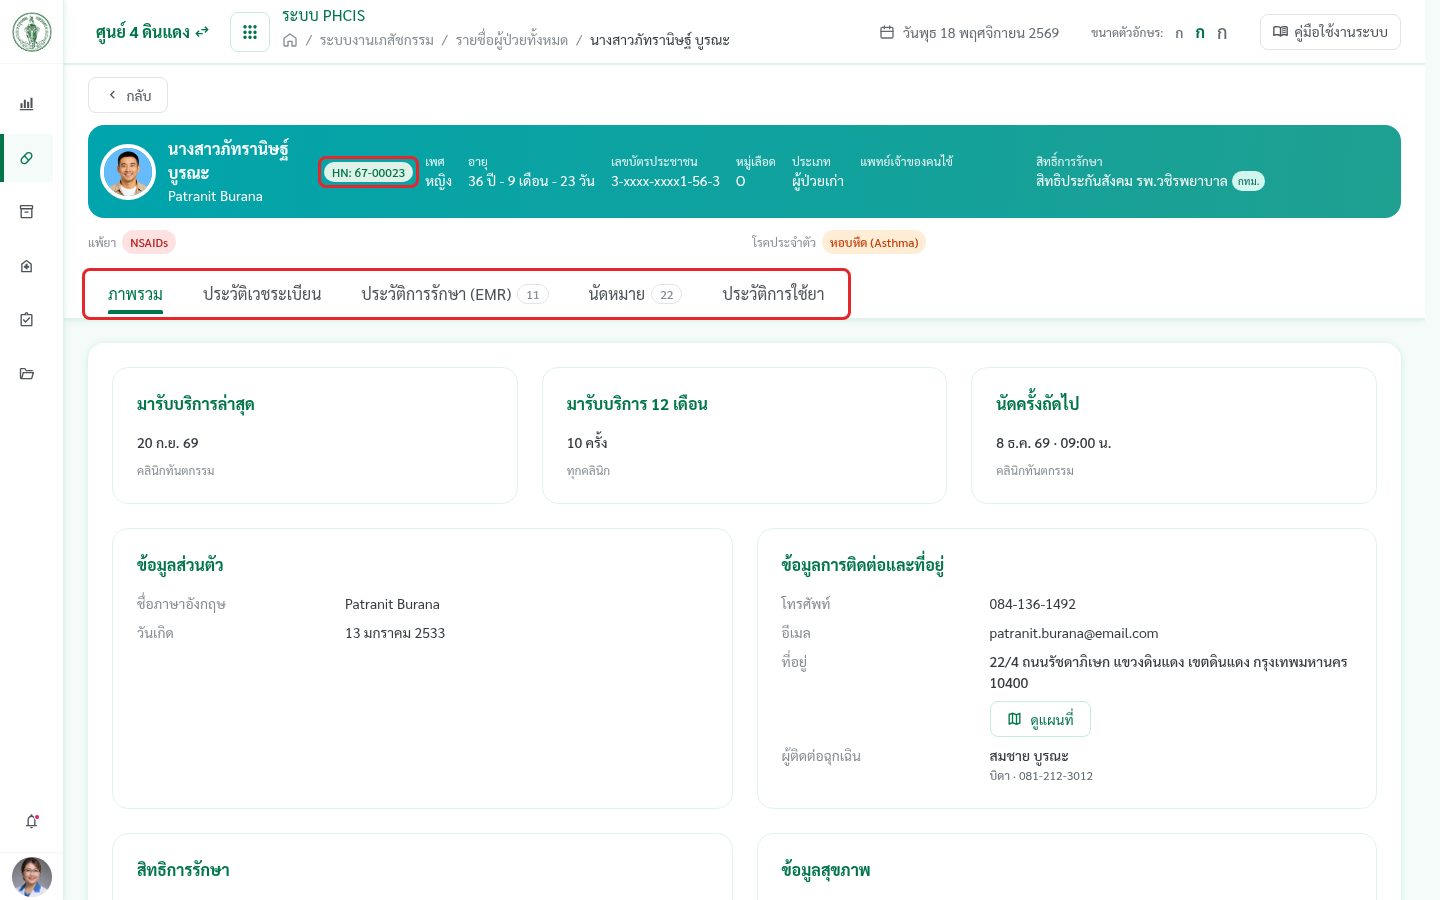 ศูนย์ 4 ดินแดง
ระบบ PHCIS
/ ระบบงานเภสัชกรรม / รายชื่อผู้ป่วยทั้งหมด / นางสาวภัทรานิษฐ์ บูรณะ
วันพุธ 18 พฤศจิกายน 2569
ขนาดตัวอักษร: ก ก ก
คู่มือใช้งานระบบ
กลับ
นางสาวภัทรานิษฐ์
บูรณะ
Patranit Burana
HN: 67-00023
เพศ
หญิง
อายุ
36 ปี - 9 เดือน - 23 วัน
เลขบัตรประชาชน
3-xxxx-xxxx1-56-3
หมู่เลือด
O
ประเภท
ผู้ป่วยเก่า
แพทย์เจ้าของคนไข้
สิทธิ์การรักษา
สิทธิประกันสังคม รพ.วชิรพยาบาล กทม.
แพ้ยา NSAIDs
โรคประจำตัว หอบหืด (Asthma)
ภาพรวม ประวัติเวชระเบียน ประวัติการรักษา (EMR) 11 นัดหมาย 22 ประวัติการใช้ยา
มารับบริการล่าสุด
20 ก.ย. 69
คลินิกทันตกรรม
มารับบริการ 12 เดือน
10 ครั้ง
ทุกคลินิก
นัดครั้งถัดไป
8 ธ.ค. 69 · 09:00 น.
คลินิกทันตกรรม
ข้อมูลส่วนตัว
ชื่อภาษาอังกฤษ Patranit Burana
วันเกิด 13 มกราคม 2533
ข้อมูลการติดต่อและที่อยู่
โทรศัพท์ 084-136-1492
อีเมล patranit.burana@email.com
ที่อยู่ 22/4 ถนนรัชดาภิเษก แขวงดินแดง เขตดินแดง กรุงเทพมหานคร
10400
ดูแผนที่
ผู้ติดต่อฉุกเฉิน สมชาย บูรณะ
บิดา · 081-212-3012
สิทธิการรักษา
ข้อมูลสุขภาพ